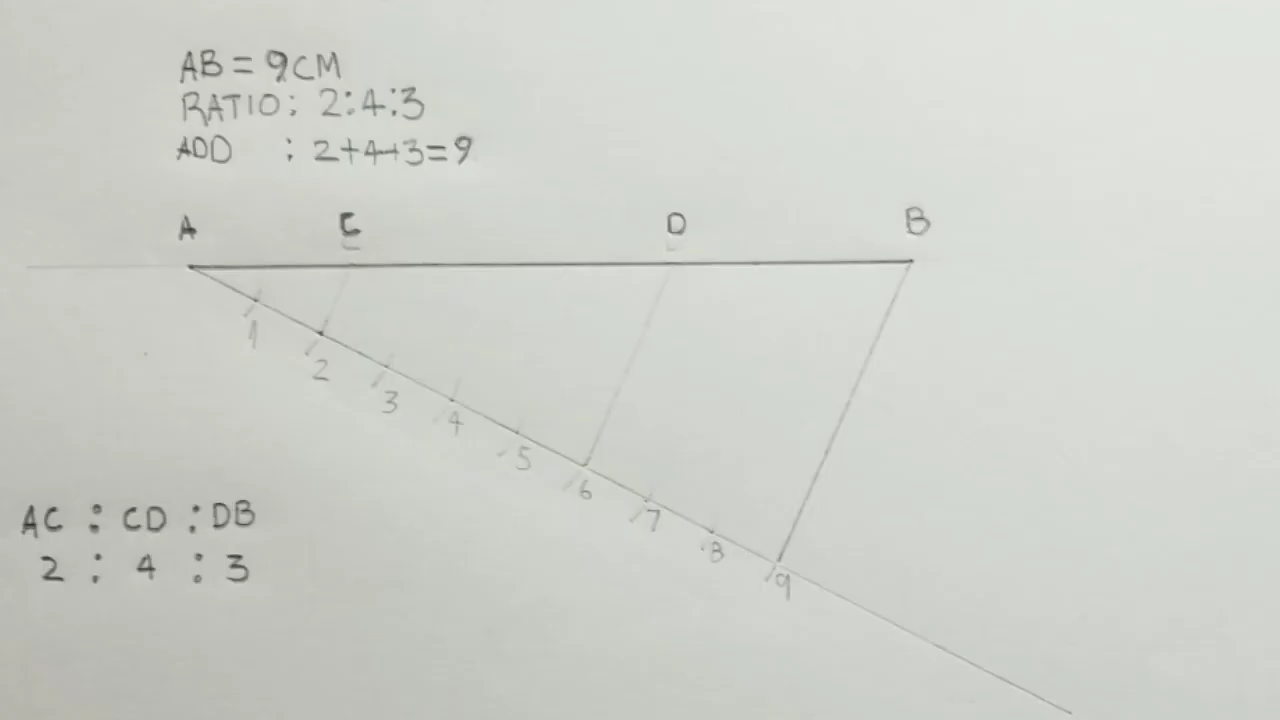 AB = 9CM
RATIO: 2:4:3
ADD : 2+4+3=9
A C D B
1
2
3
4
5
6
7
8
9
AC : CD : DB
2 : 4 : 3